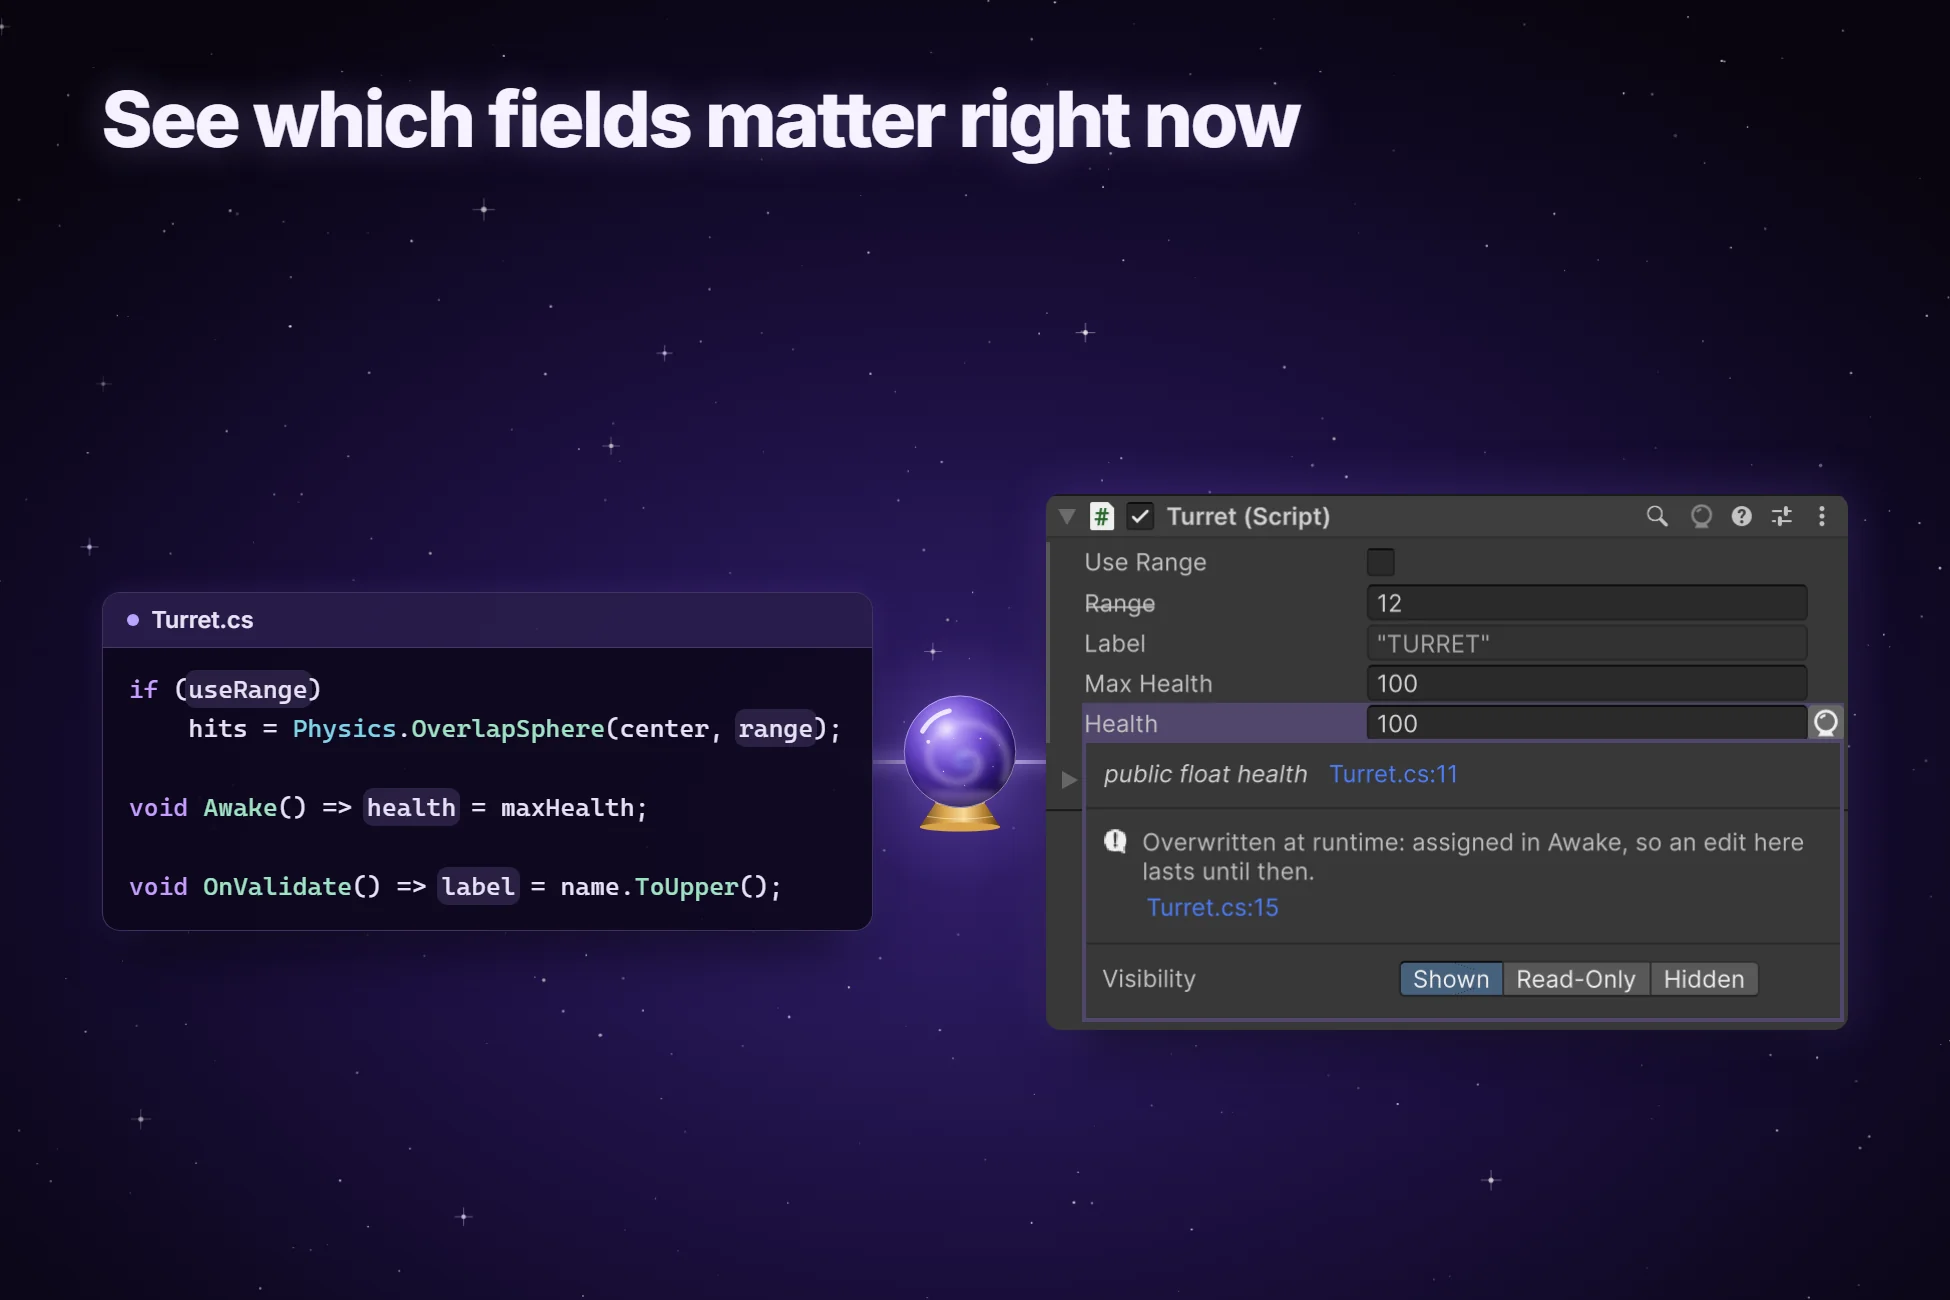 See which fields matter right now
Turret.cs
if (useRange)
hits = Physics.OverlapSphere(center, range);
void Awake() => health = maxHealth;
void OnValidate() => label = name.ToUpper();
# Turret (Script) ?
Use Range
Range 12
Label "TURRET"
Max Health 100
Health 100
public float health Turret.cs:11
! Overwritten at runtime: assigned in Awake, so an edit here
lasts until then.
Turret.cs:15
Visibility Shown Read-Only Hidden